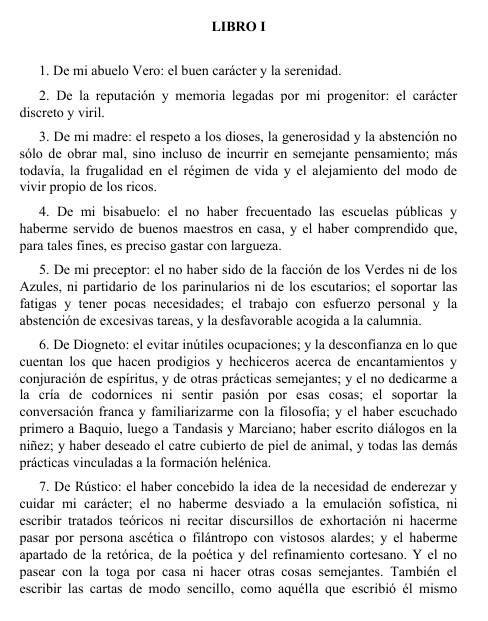 LIBRO I
1. De mi abuelo Vero: el buen carácter y la serenidad.
2. De la reputación y memoria legadas por mi progenitor: el carácter
discreto y viril.
3. De mi madre: el respeto a los dioses, la generosidad y la abstención no
sólo de obrar mal, sino incluso de incurrir en semejante pensamiento; más
todavía, la frugalidad en el régimen de vida y el alejamiento del modo de
vivir propio de los ricos.
4. De mi bisabuelo: el no haber frecuentado las escuelas públicas y
haberme servido de buenos maestros en casa, y el haber comprendido que,
para tales fines, es preciso gastar con largueza.
5. De mi preceptor: el no haber sido de la facción de los Verdes ni de los
Azules, ni partidario de los parinularios ni de los escutarios; el soportar las
fatigas y tener pocas necesidades; el trabajo con esfuerzo personal y la
abstención de excesivas tareas, y la desfavorable acogida a la calumnia.
6. De Diogneto: el evitar inútiles ocupaciones; y la desconfianza en lo que
cuentan los que hacen prodigios y hechiceros acerca de encantamientos y
conjuración de espíritus, y de otras prácticas semejantes; y el no dedicarme a
la cría de codornices ni sentir pasión por esas cosas; el soportar la
conversación franca y familiarizarme con la filosofía; y el haber escuchado
primero a Baquio, luego a Tandasis y Marciano; haber escrito diálogos en la
niñez; y haber deseado el catre cubierto de piel de animal, y todas las demás
prácticas vinculadas a la formación helénica.
7. De Rústico: el haber concebido la idea de la necesidad de enderezar y
cuidar mi carácter; el no haberme desviado a la emulación sofística, ni
escribir tratados teóricos ni recitar discursillos de exhortación ni hacerme
pasar por persona ascética o filántropo con vistosos alardes; y el haberme
apartado de la retórica, de la poética y del refinamiento cortesano. Y el no
pasear con la toga por casa ni hacer otras cosas semejantes. También el
escribir las cartas de modo sencillo, como aquélla que escribió él mismo